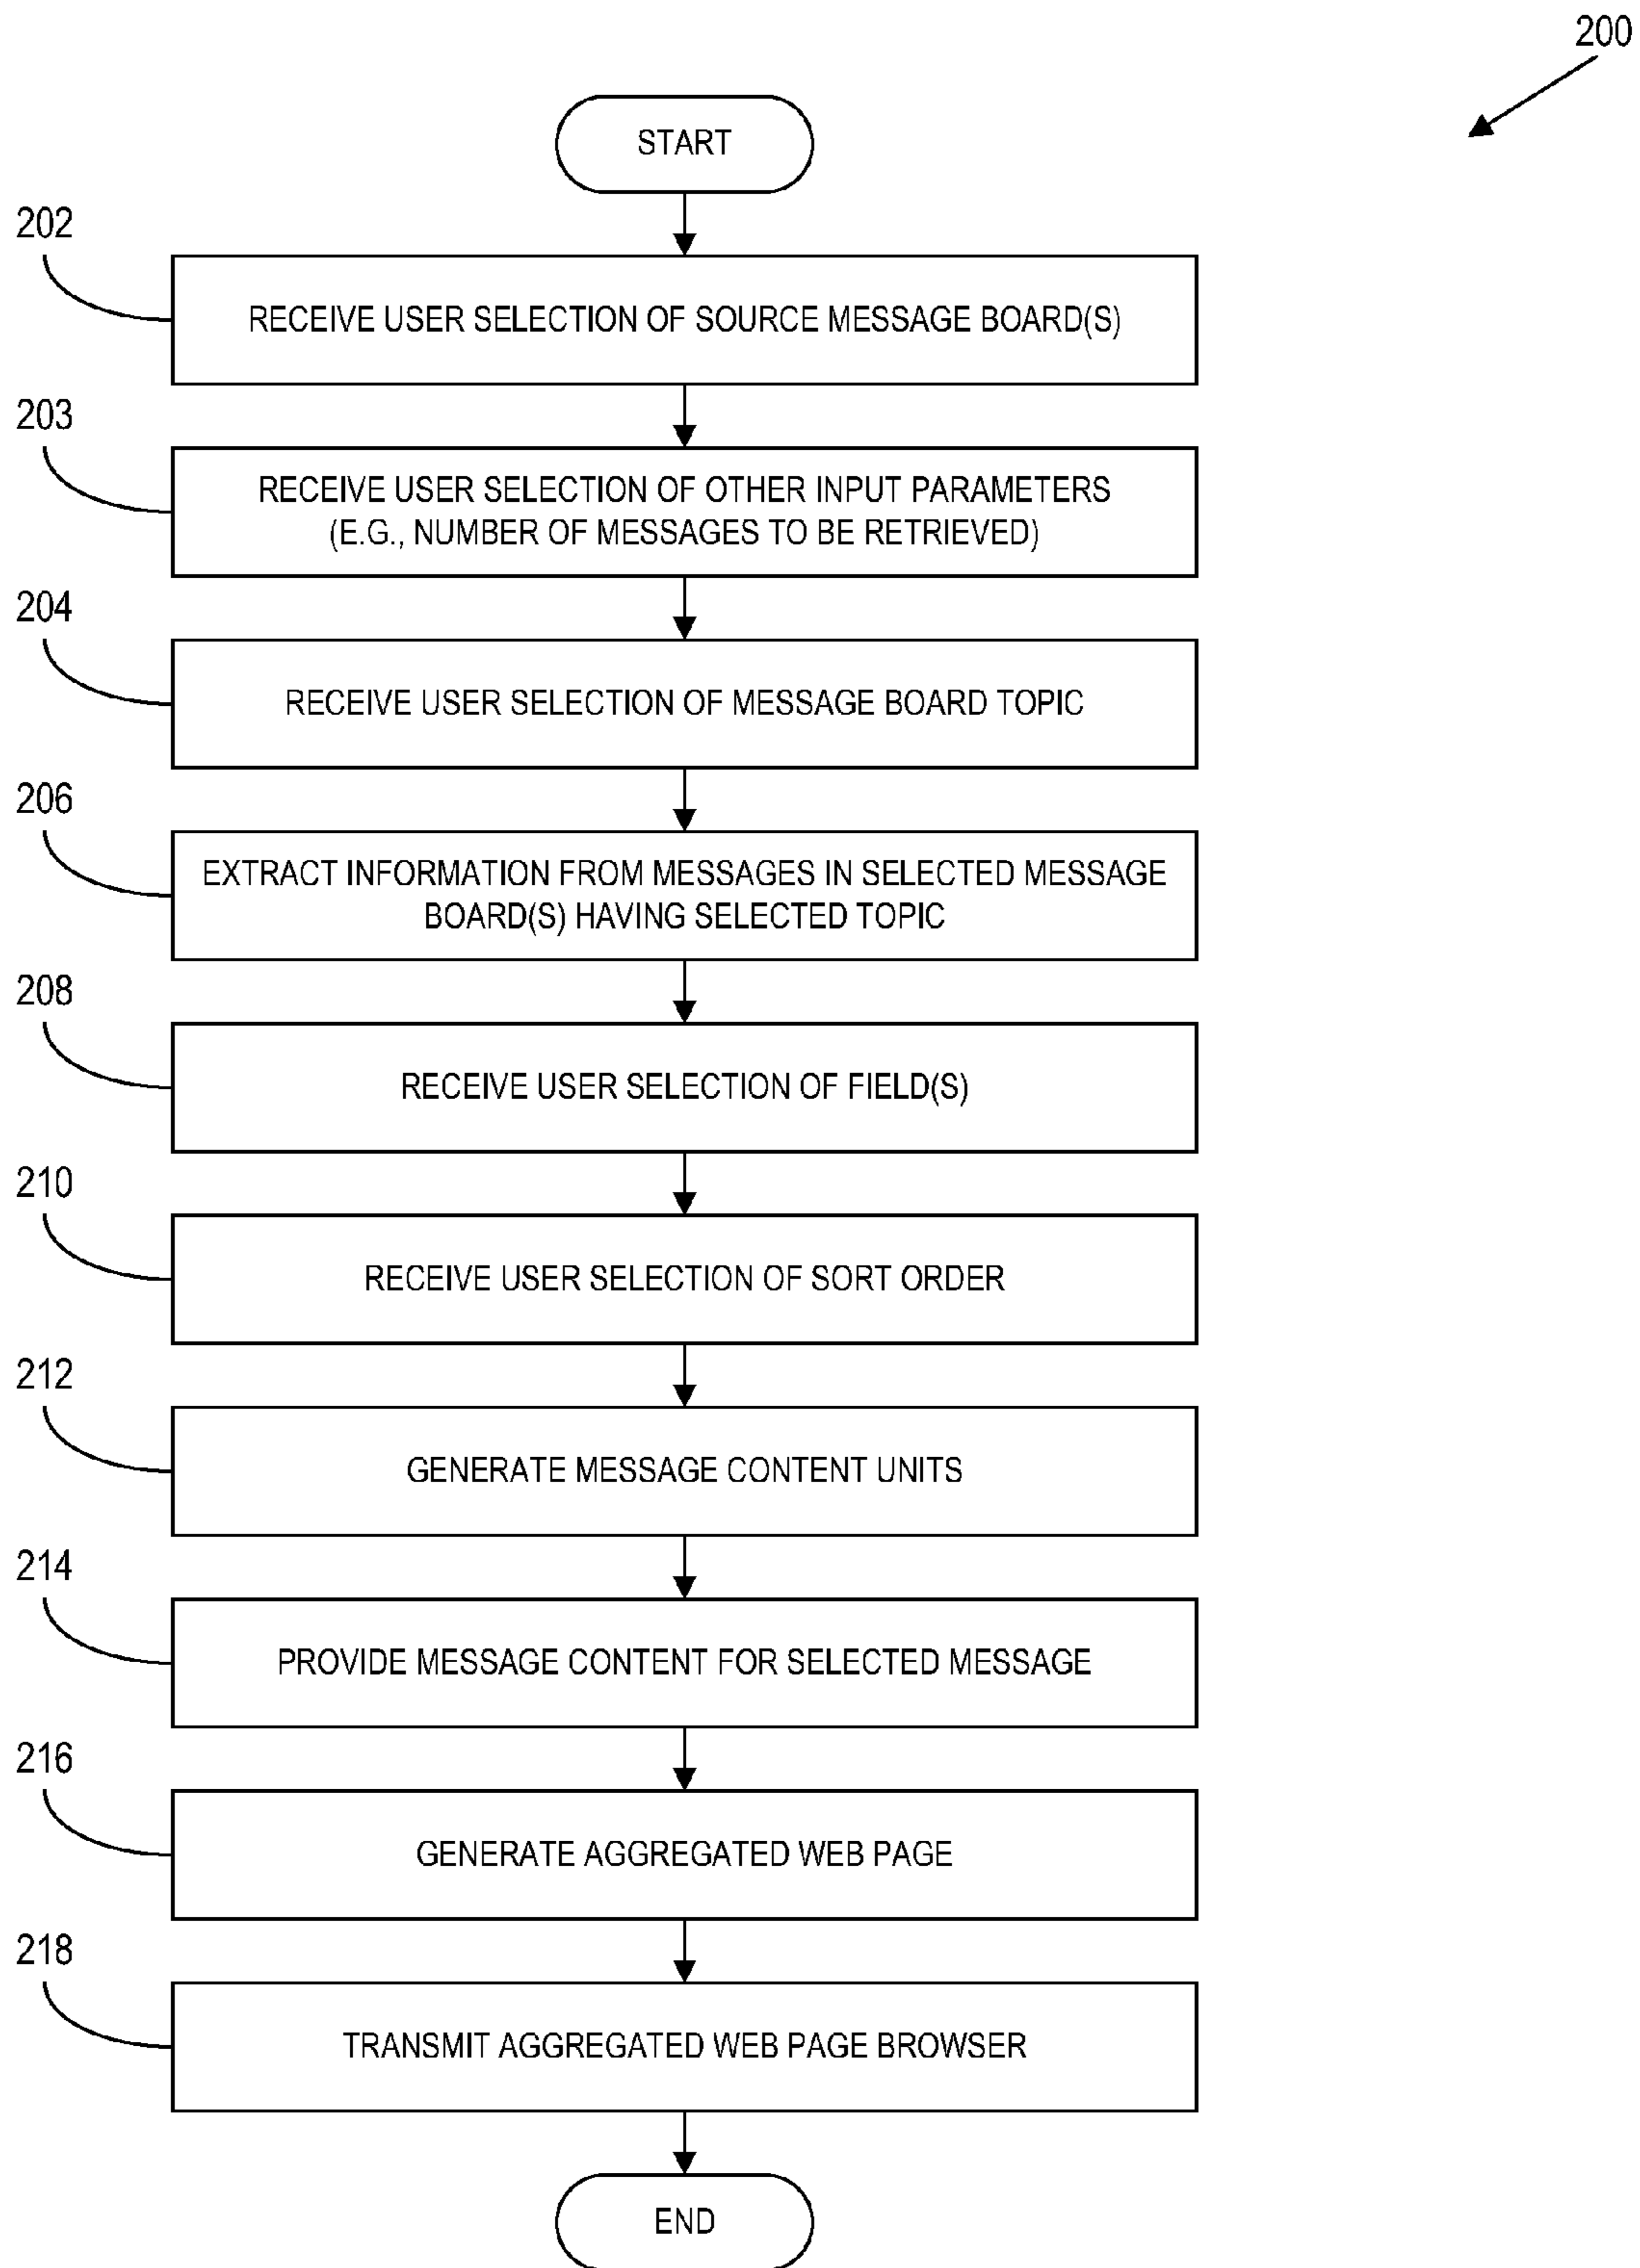 200
START
202
RECEIVE USER SELECTION OF SOURCE MESSAGE BOARD(S)
203
RECEIVE USER SELECTION OF OTHER INPUT PARAMETERS
(E.G., NUMBER OF MESSAGES TO BE RETRIEVED)
204
RECEIVE USER SELECTION OF MESSAGE BOARD TOPIC
206
EXTRACT INFORMATION FROM MESSAGES IN SELECTED MESSAGE
BOARD(S) HAVING SELECTED TOPIC
208
RECEIVE USER SELECTION OF FIELD(S)
210
RECEIVE USER SELECTION OF SORT ORDER
212
GENERATE MESSAGE CONTENT UNITS
214
PROVIDE MESSAGE CONTENT FOR SELECTED MESSAGE
216
GENERATE AGGREGATED WEB PAGE
218
TRANSMIT AGGREGATED WEB PAGE BROWSER
END